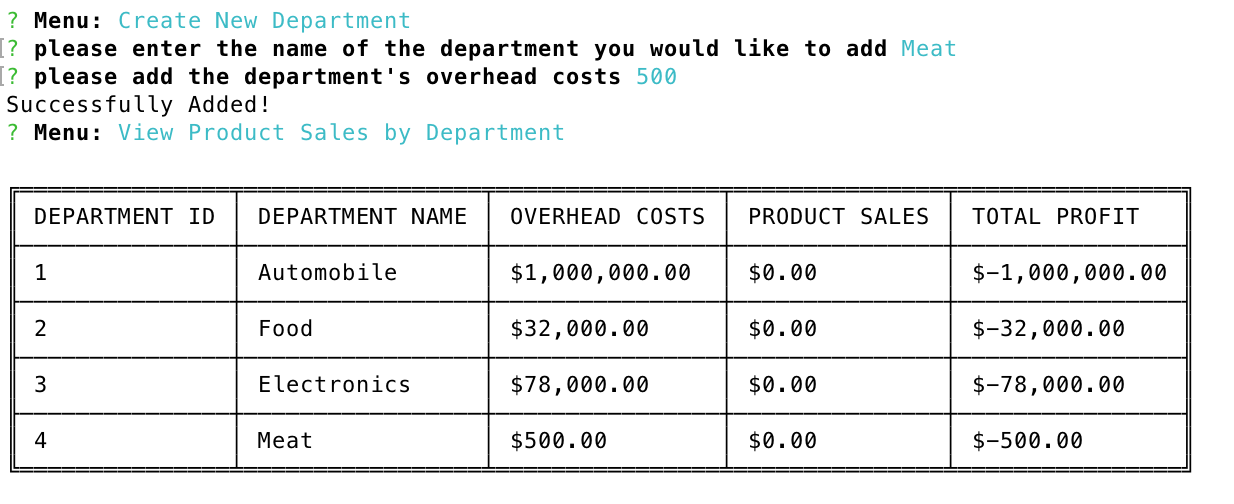 ? Menu: Create New Department
[? please enter the name of the department you would like to add Meat
[? please add the department's overhead costs 500
Successfully Added!
? Menu: View Product Sales by Department
DEPARTMENT ID DEPARTMENT NAME OVERHEAD COSTS PRODUCT SALES TOTAL PROFIT
1 Automobile $1,000,000.00 $0.00 $-1,000,000.00
2 Food $32,000.00 $0.00 $-32,000.00
3 Electronics $78,000.00 $0.00 $-78,000.00
4 Meat $500.00 $0.00 $-500.00